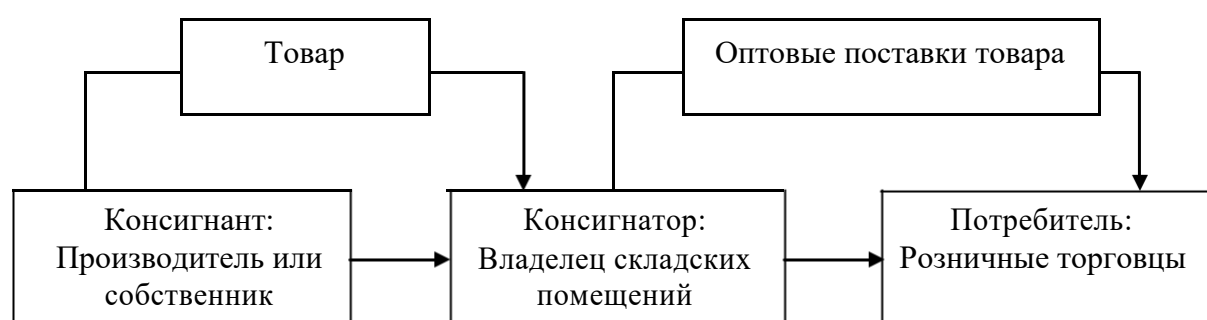 Товар
Оптовые поставки товара
Консигнант:
Производитель или
собственник
Консигнатор:
Владелец складских
помещений
Потребитель:
Розничные торговцы